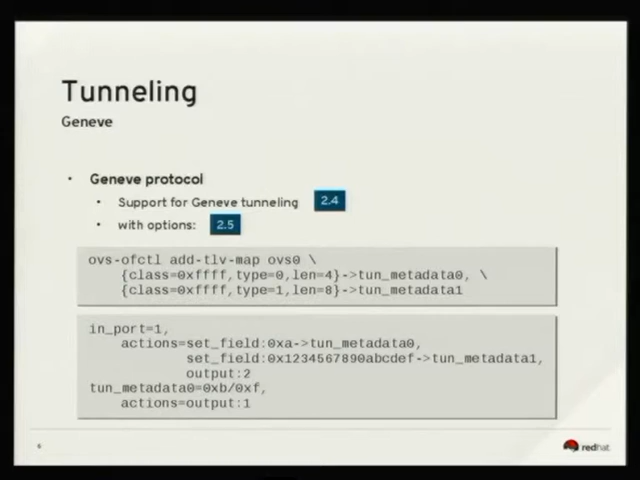 Tunneling
Geneve
• Geneve protocol
• Support for Geneve tunneling 2.4
• with options: 2.5
ovs-ofctl add-tlv-map ovs0 \
{class=0xffff,type=0,len=4}->tun_metadata0, \
{class=0xffff,type=1,len=8}->tun_metadata1
in_port=1,
actions=set_field:0xa->tun_metadata0,
set_field:0x1234567890abcdef->tun_metadata1,
output:2
tun_metadata0=0xb/0xf,
actions=output:1
6
redhat